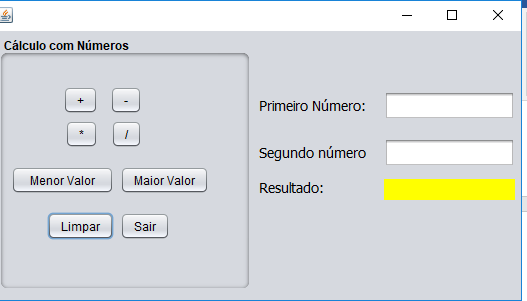 Cálculo com Números
+ -
* /
Menor Valor Maior Valor
Limpar Sair
Primeiro Número:
Segundo número
Resultado: